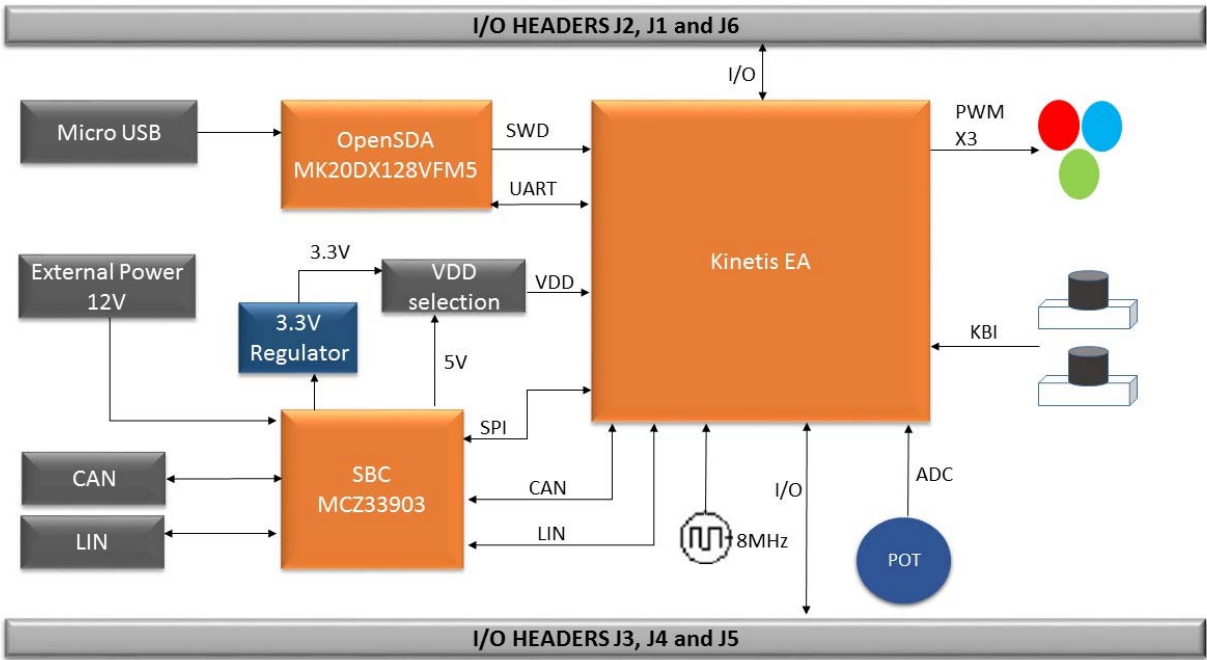 I/O HEADERS J2, J1 and J6
I/O
Micro USB
OpenSDA
MK20DX128VFM5
SWD
UART
PWM
X3
Kinetis EA
External Power
12V
3.3V
VDD
selection
VDD
3.3V
Regulator
5V
KBI
SPI
SBC
MCZ33903
CAN
LIN
CAN
LIN
8MHz
I/O
ADC
POT
I/O HEADERS J3, J4 and J5